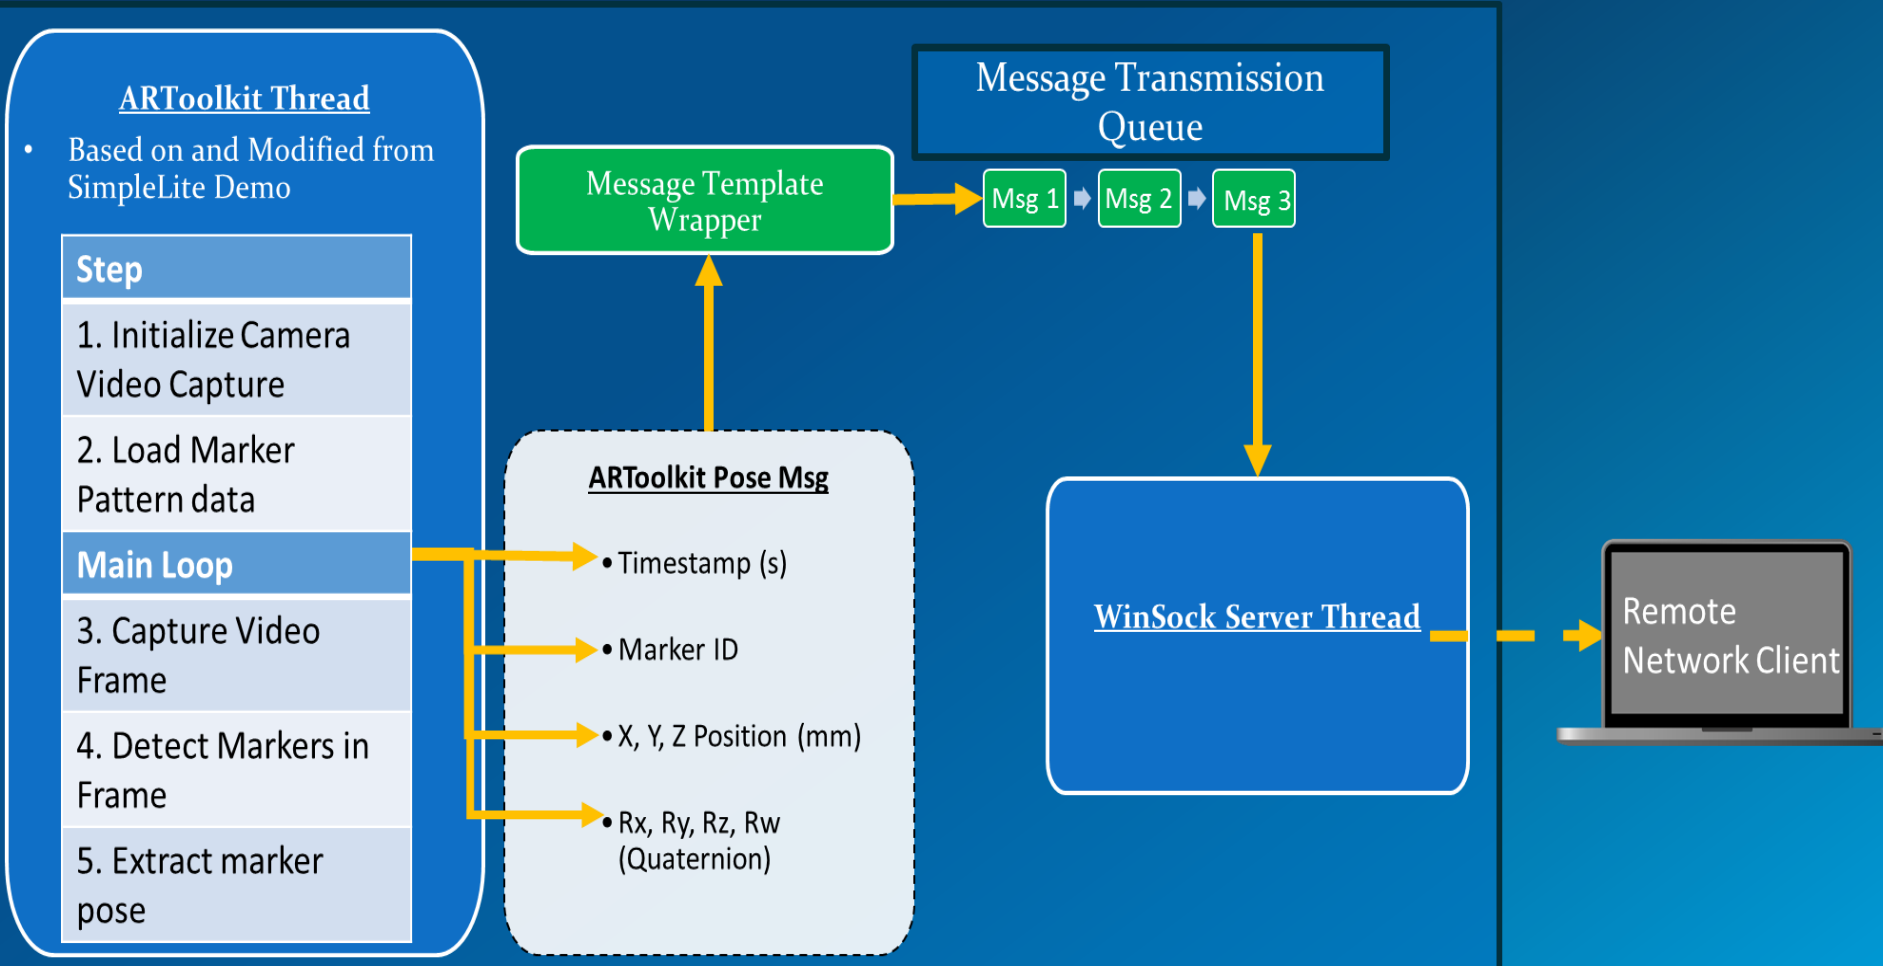 ARToolkit Thread
• Based on and Modified from
SimpleLite Demo
Step
1. Initialize Camera
Video Capture
2. Load Marker
Pattern data
Main Loop
3. Capture Video
Frame
4. Detect Markers in
Frame
5. Extract marker
pose
Message Template
Wrapper
Message Transmission
Queue
Msg 1
Msg 2
Msg 3
ARToolkit Pose Msg
• Timestamp (s)
• Marker ID
• X, Y, Z Position (mm)
• Rx, Ry, Rz, Rw
(Quaternion)
WinSock Server Thread
Remote
Network Client